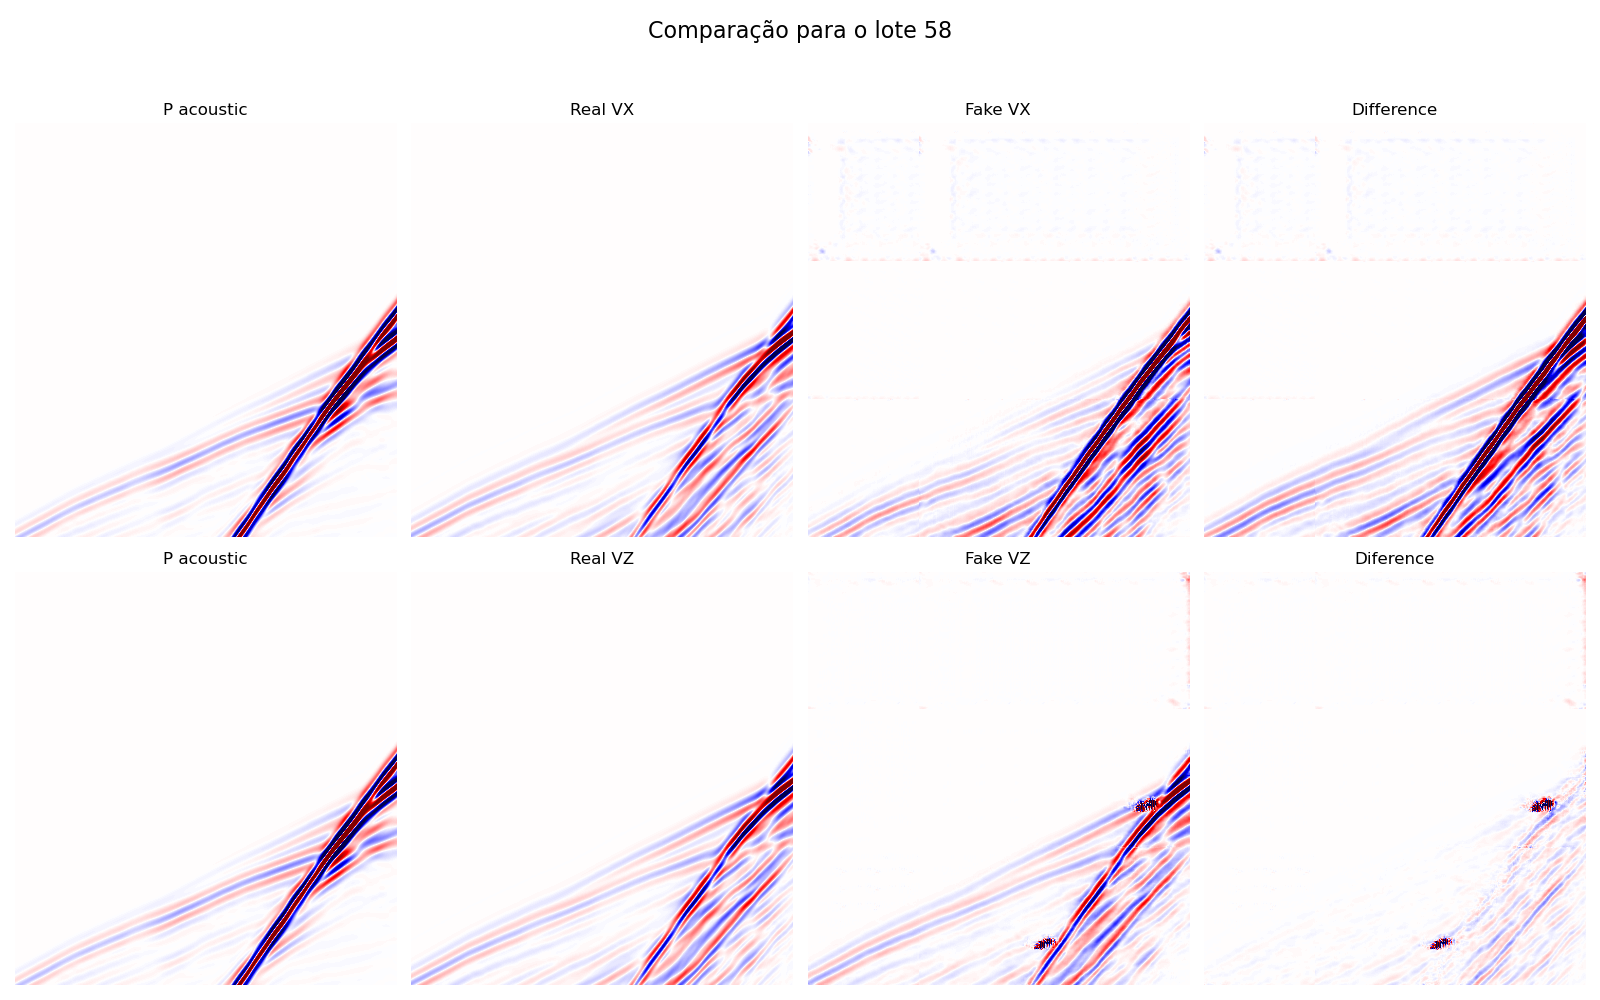 Comparação para o lote 58
P acoustic
Real VX
Fake VX
Difference
P acoustic
Real VZ
Fake VZ
Diference